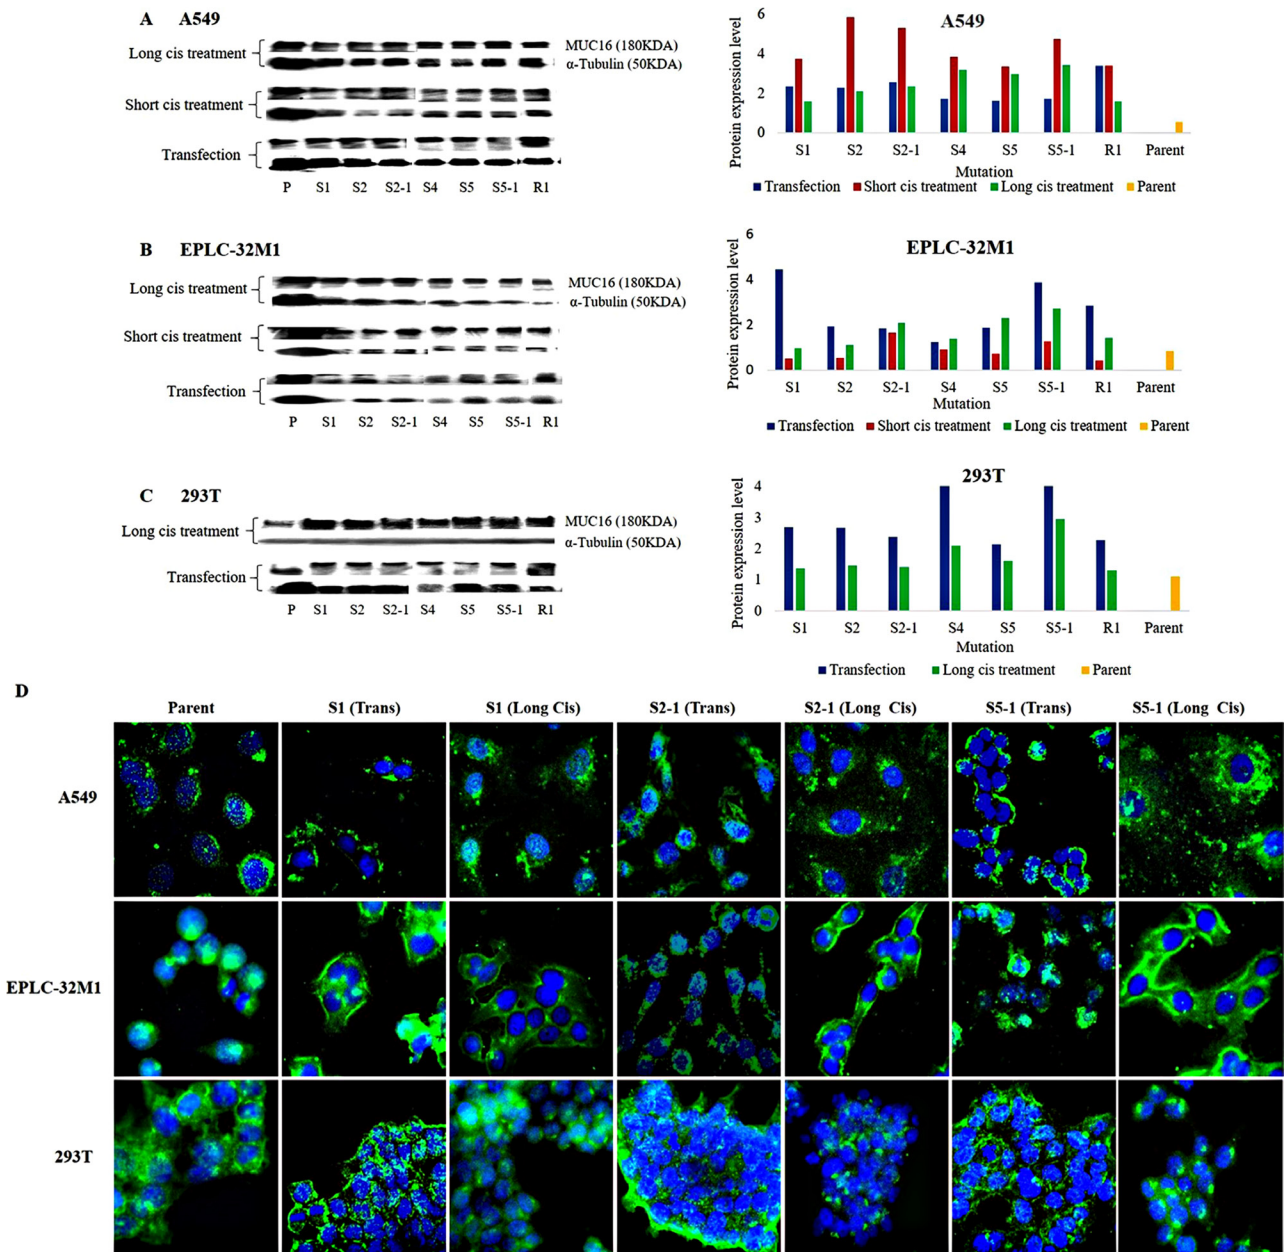 A A549
Long cis treatment
MUC16 (180KDA)
α-Tubulin (50KDA)
Short cis treatment
Transfection
P S1 S2 S2-1 S4 S5 S5-1 R1
A549
Protein expression level
6
4
2
0
S1 S2 S2-1 S4 S5 S5-1 R1 Parent
Mutation
Transfection Short cis treatment Long cis treatment Parent
B EPLC-32M1
Long cis treatment
MUC16 (180KDA)
α-Tubulin (50KDA)
Short cis treatment
Transfection
P S1 S2 S2-1 S4 S5 S5-1 R1
EPLC-32M1
Protein expression level
6
4
2
0
S1 S2 S2-1 S4 S5 S5-1 R1 Parent
Mutation
Transfection Short cis treatment Long cis treatment Parent
C 293T
Long cis treatment
MUC16 (180KDA)
α-Tubulin (50KDA)
Transfection
P S1 S2 S2-1 S4 S5 S5-1 R1
293T
Protein expression level
4
3
2
1
0
S1 S2 S2-1 S4 S5 S5-1 R1 Parent
Mutation
Transfection Long cis treatment Parent
D
Parent S1 (Trans) S1 (Long Cis) S2-1 (Trans) S2-1 (Long Cis) S5-1 (Trans) S5-1 (Long Cis)
A549
EPLC-32M1
293T